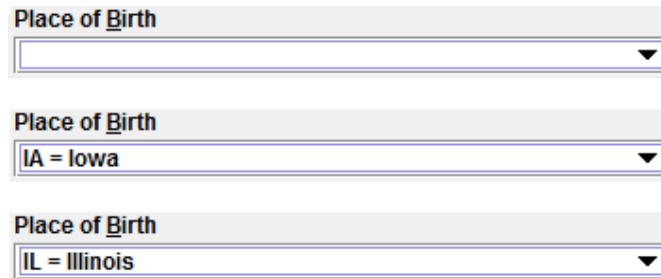 Place of Birth
Place of Birth
IA = Iowa
Place of Birth
IL = Illinois